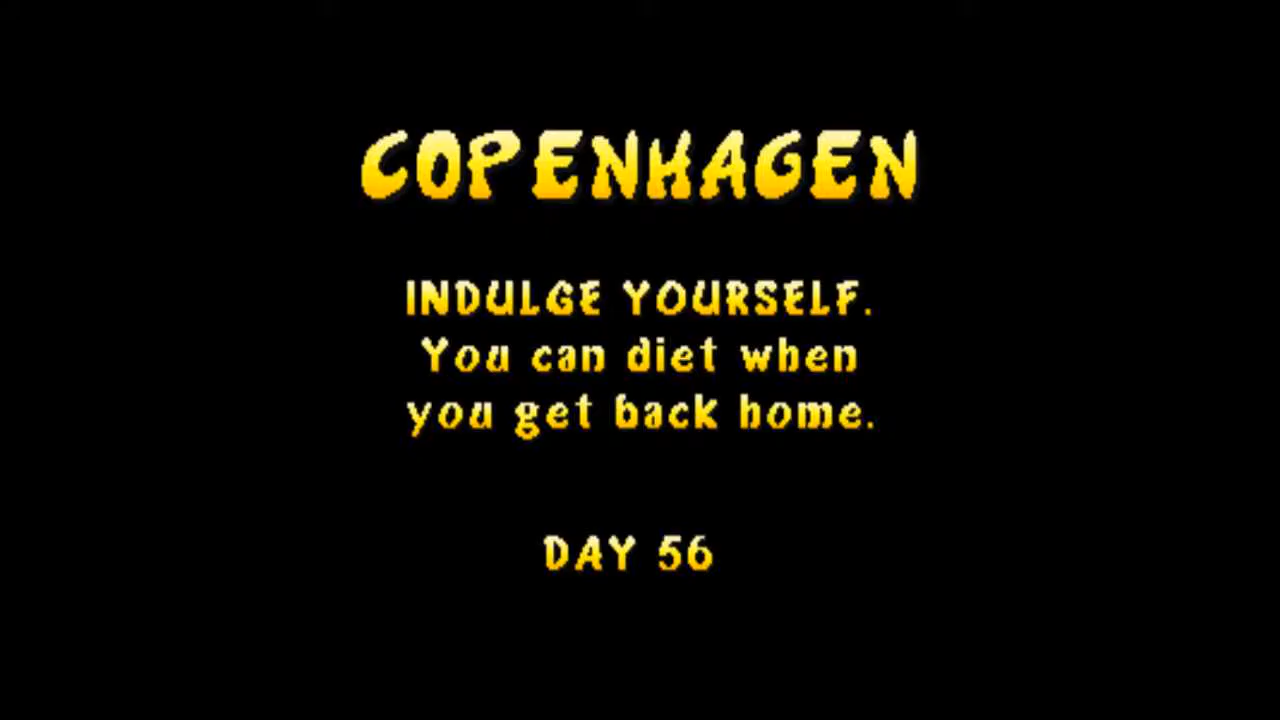 COPENHAGEN
INDULGE YOURSELF.
You can diet when
you get back home.
DAY 56